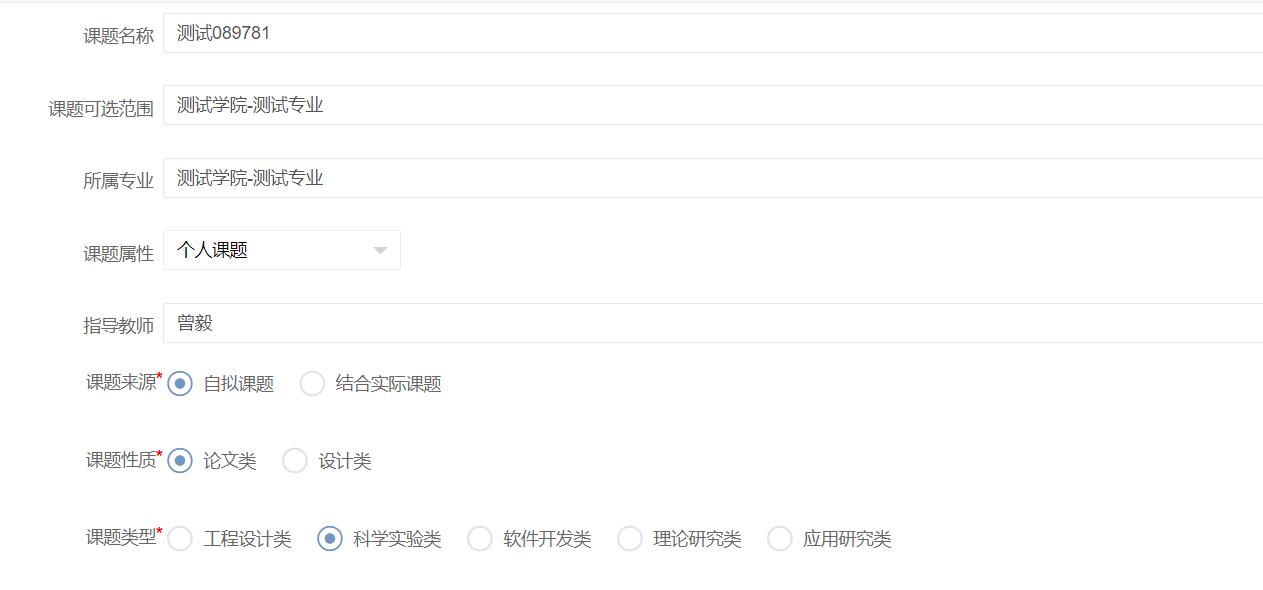 课题名称 测试089781
课题可选范围 测试学院-测试专业
所属专业 测试学院-测试专业
课题属性 个人课题
指导教师 曾毅
课题来源* 自拟课题 结合实际课题
课题性质* 论文类 设计类
课题类型* 工程设计类 科学实验类 软件开发类 理论研究类 应用研究类